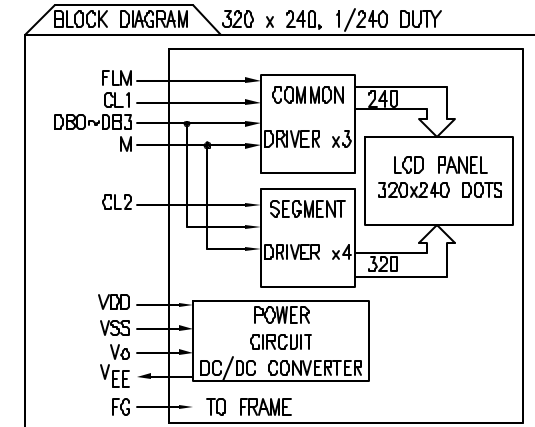 BLOCK DIAGRAM 320 x 240, 1/240 DUTY
FLM
CL1
DB0~DB3
M
COMMON
DRIVER x3
240
LCD PANEL
320x240 DOTS
CL2
SEGMENT
DRIVER x4
320
VDD
VSS
Vo
VEE
POWER
CIRCUIT
DC/DC CONVERTER
FG
TO FRAME